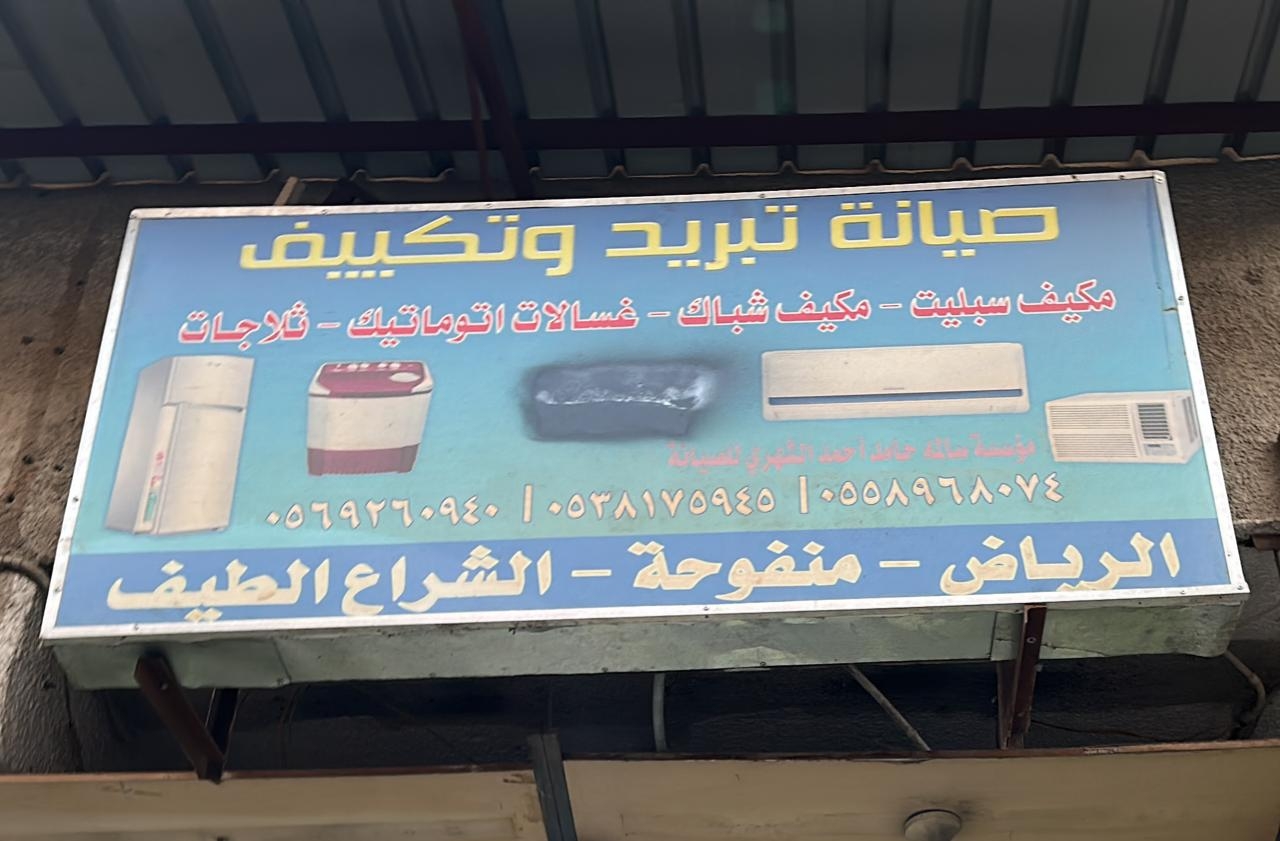 صيانة تبريد وتكييف
مكيف سبليت - مكيف شباك - غسالات اتوماتيك - ثلاجات
مؤسسة سالم حامد أحمد الشهري للصيانة
٠٥٥٨٩٦٨٠٧٤ | ٠٥٣٨١٧٥٩٤٥ | ٠٥٦٩٢٦٠٩٤٠
الرياض - منفوحة - الشراع الطيف